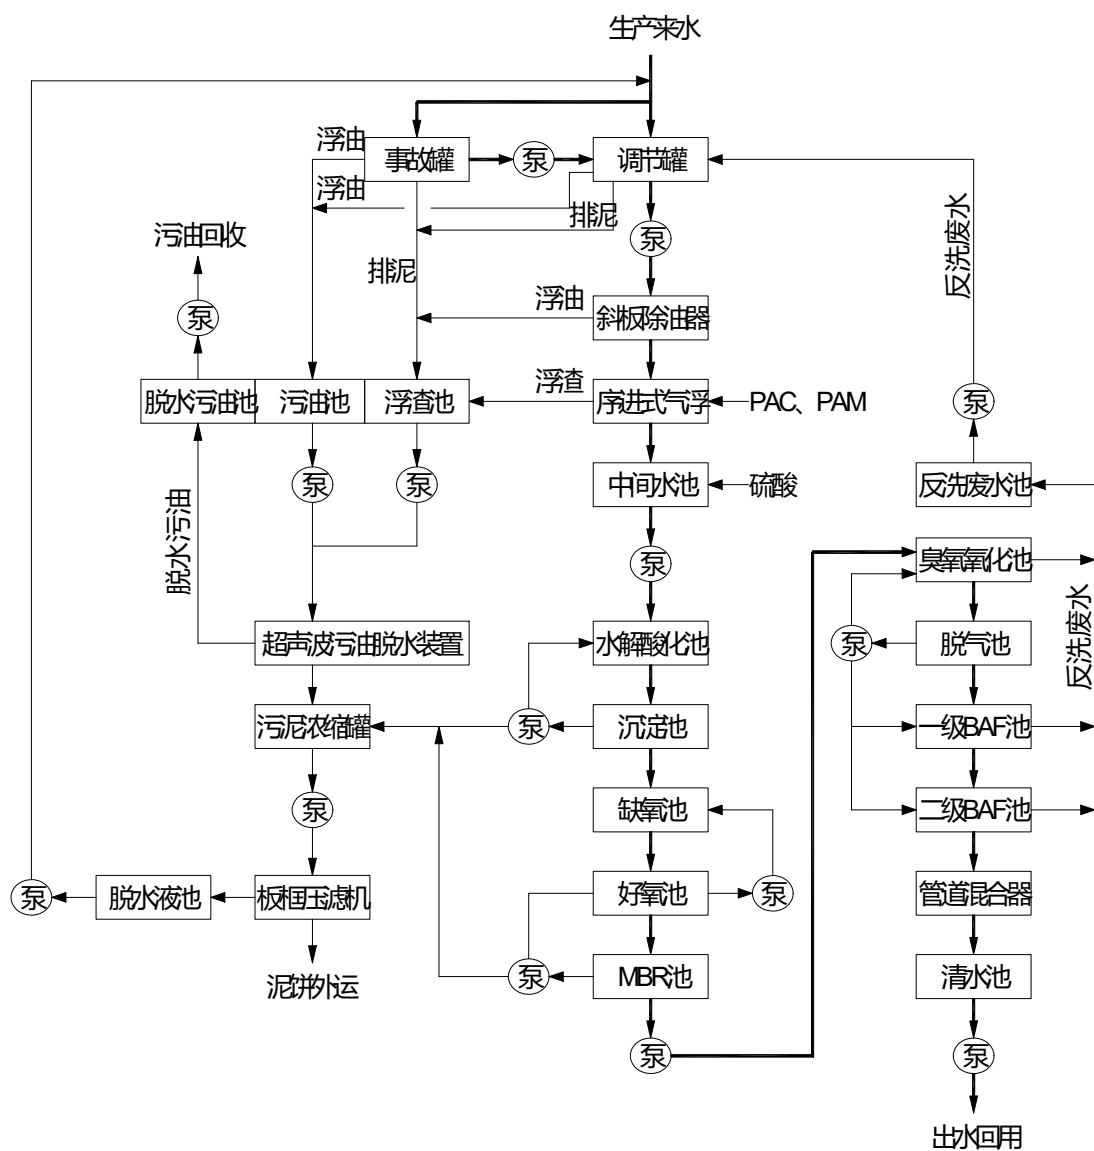 生产来水
浮油
事故罐
泵
调节罐
浮油
排泥
反洗废水
污油回收
泵
排泥
泵
浮油
斜板除油器
浮渣
脱水污油池
污油池
浮渣池
序进式气浮
PAC、PAM
泵
泵
泵
中间水池
硫酸
反洗废水池
脱水污油
泵
臭氧氧化池
反洗废水
超声波污油脱水装置
水解酸化池
泵
脱气池
污泥浓缩罐
泵
沉淀池
一级BAF池
泵
缺氧池
二级BAF池
泵
脱水液池
板框压滤机
好氧池
泵
管道混合器
泥饼外运
泵
MBR池
清水池
泵
泵
出水回用